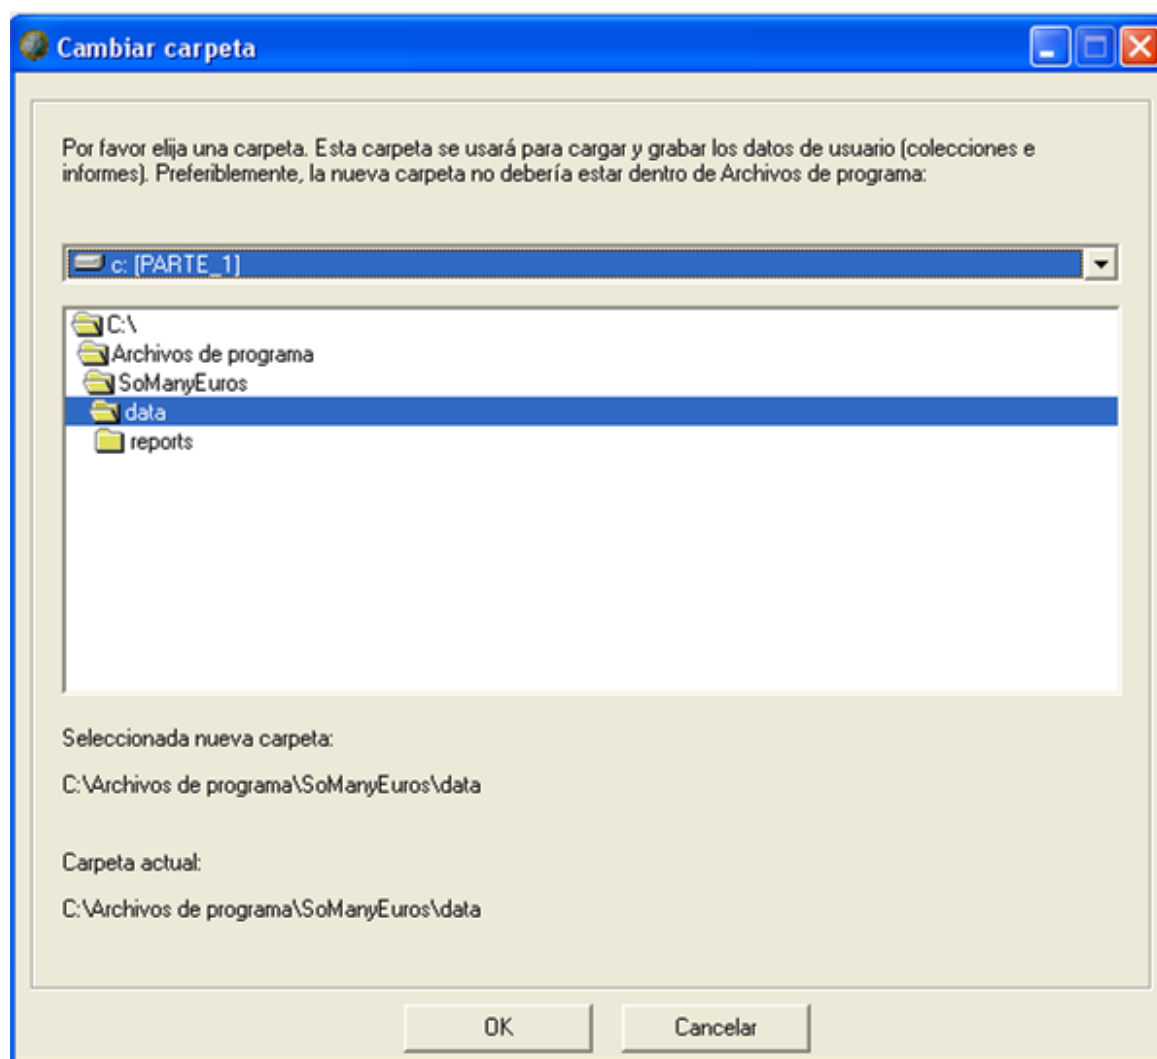 Cambiar carpeta
Por favor elija una carpeta. Esta carpeta se usará para cargar y grabar los datos de usuario (colecciones e
informes). Preferiblemente, la nueva carpeta no debería estar dentro de Archivos de programa:
c: [PARTE_1]
C:\
Archivos de programa
SoManyEuros
data
reports
Seleccionada nueva carpeta:
C:\Archivos de programa\SoManyEuros\data
Carpeta actual:
C:\Archivos de programa\SoManyEuros\data
OK
Cancelar